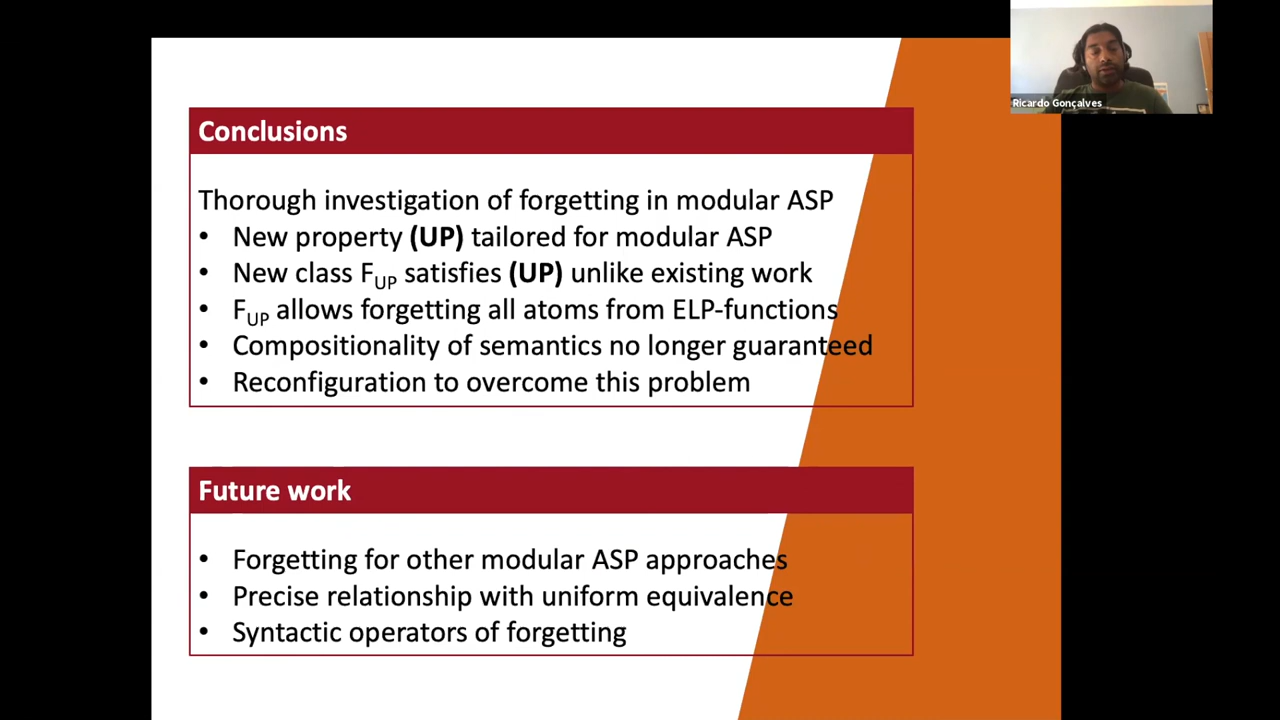 Ricardo Gonçalves
Conclusions
Thorough investigation of forgetting in modular ASP
• New property (UP) tailored for modular ASP
• New class FUP satisfies (UP) unlike existing work
• FUP allows forgetting all atoms from ELP-functions
• Compositionality of semantics no longer guaranteed
• Reconfiguration to overcome this problem
Future work
• Forgetting for other modular ASP approaches
• Precise relationship with uniform equivalence
• Syntactic operators of forgetting